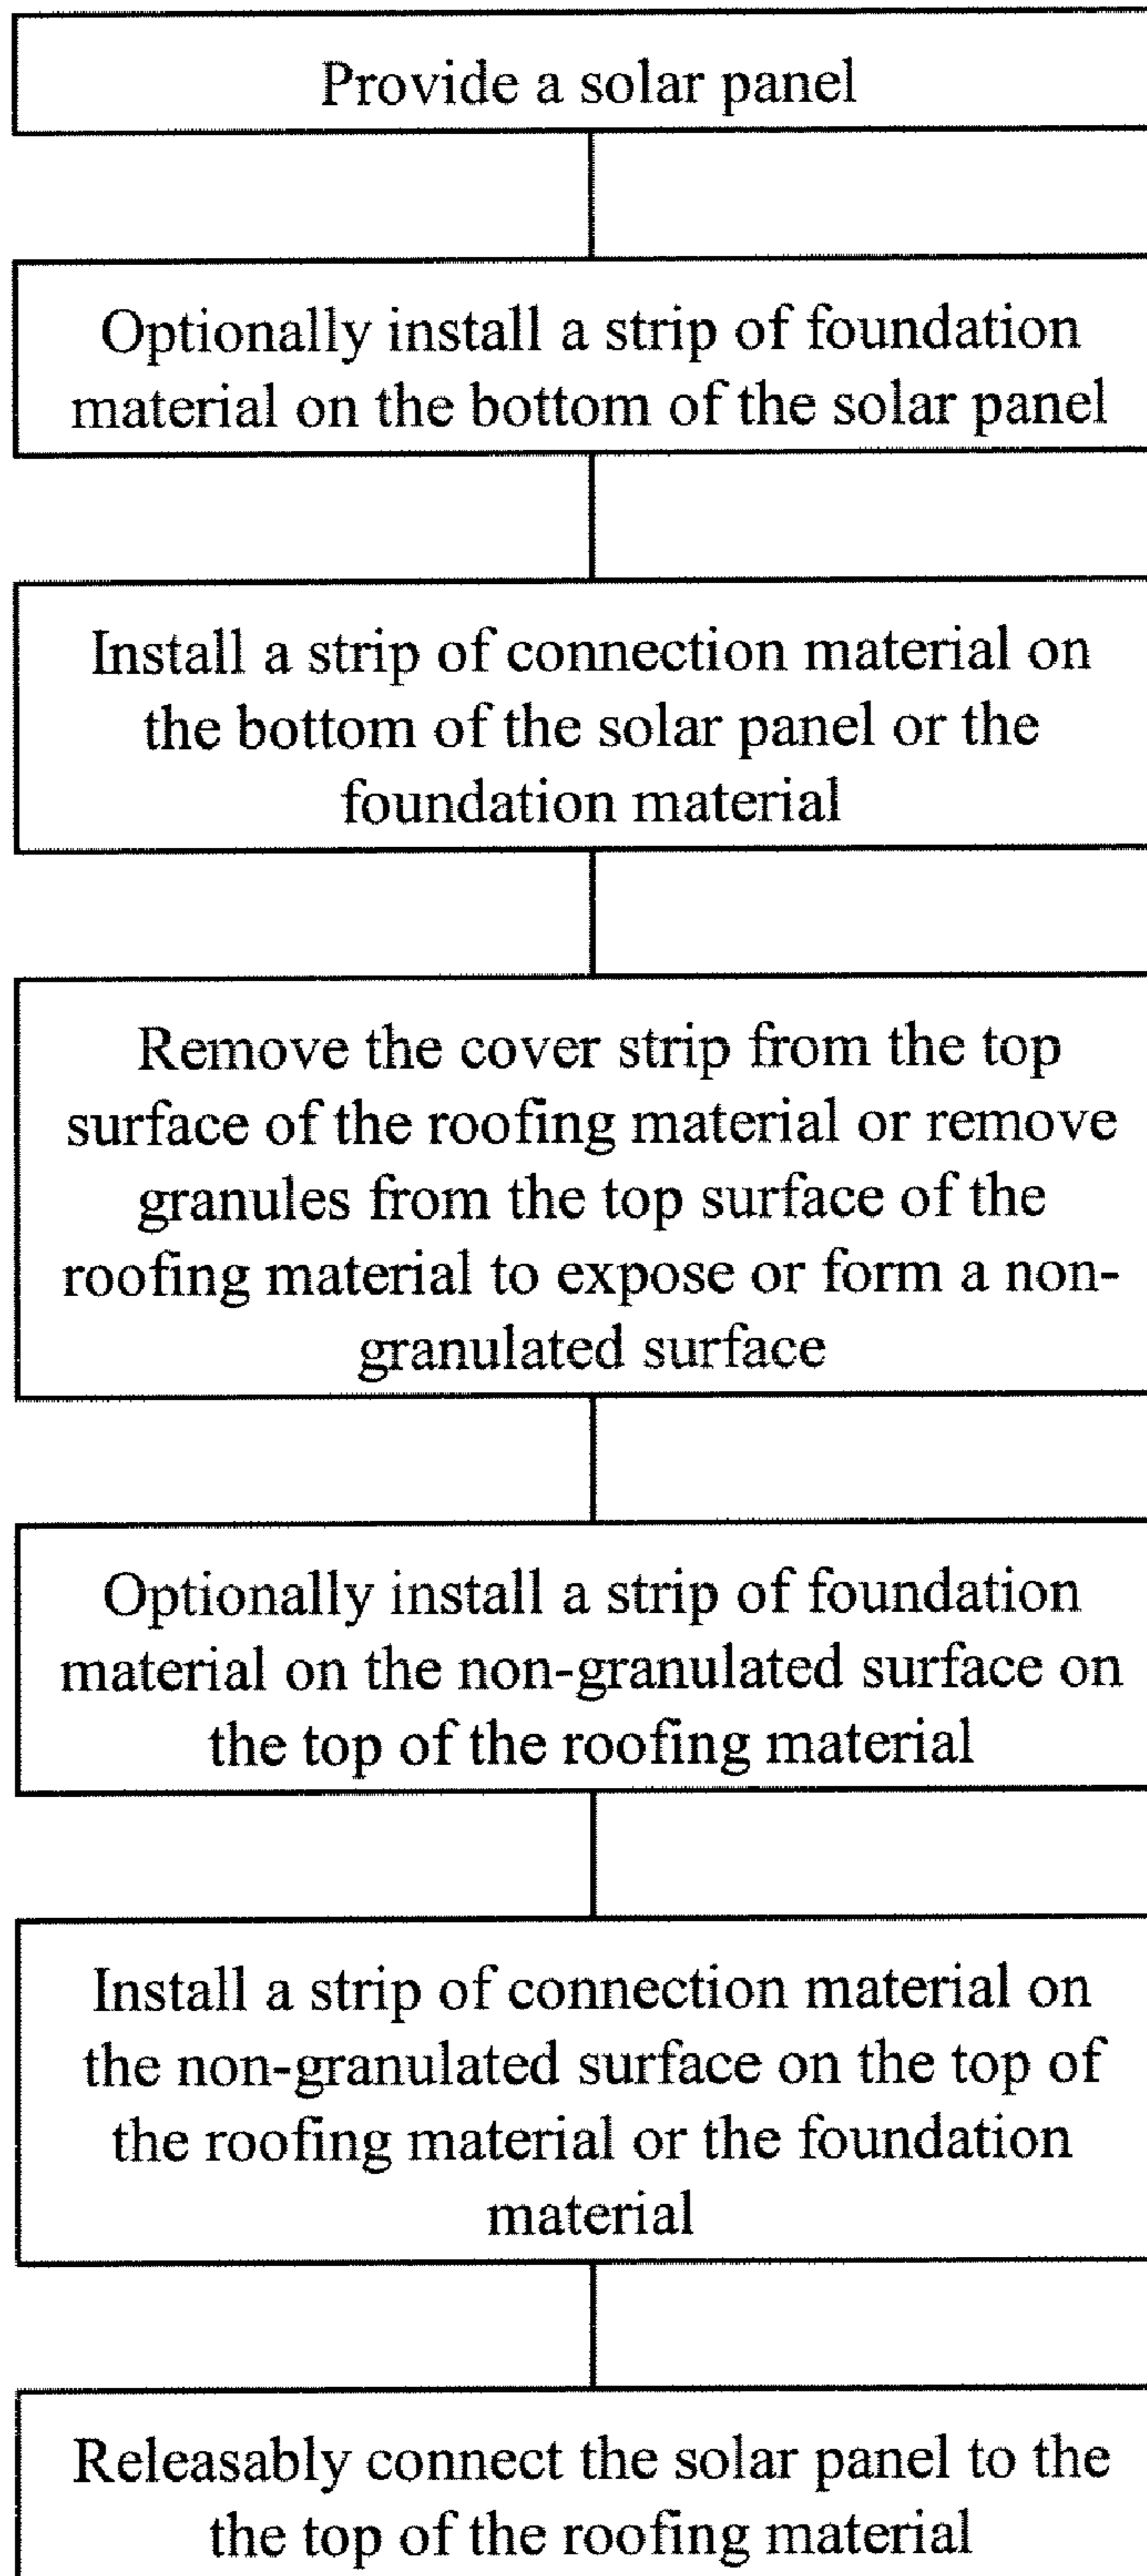 Provide a solar panel
Optionally install a strip of foundation
material on the bottom of the solar panel
Install a strip of connection material on
the bottom of the solar panel or the
foundation material
Remove the cover strip from the top
surface of the roofing material or remove
granules from the top surface of the
roofing material to expose or form a non-
granulated surface
Optionally install a strip of foundation
material on the non-granulated surface on
the top of the roofing material
Install a strip of connection material on
the non-granulated surface on the top of
the roofing material or the foundation
material
Releasably connect the solar panel to the
the top of the roofing material